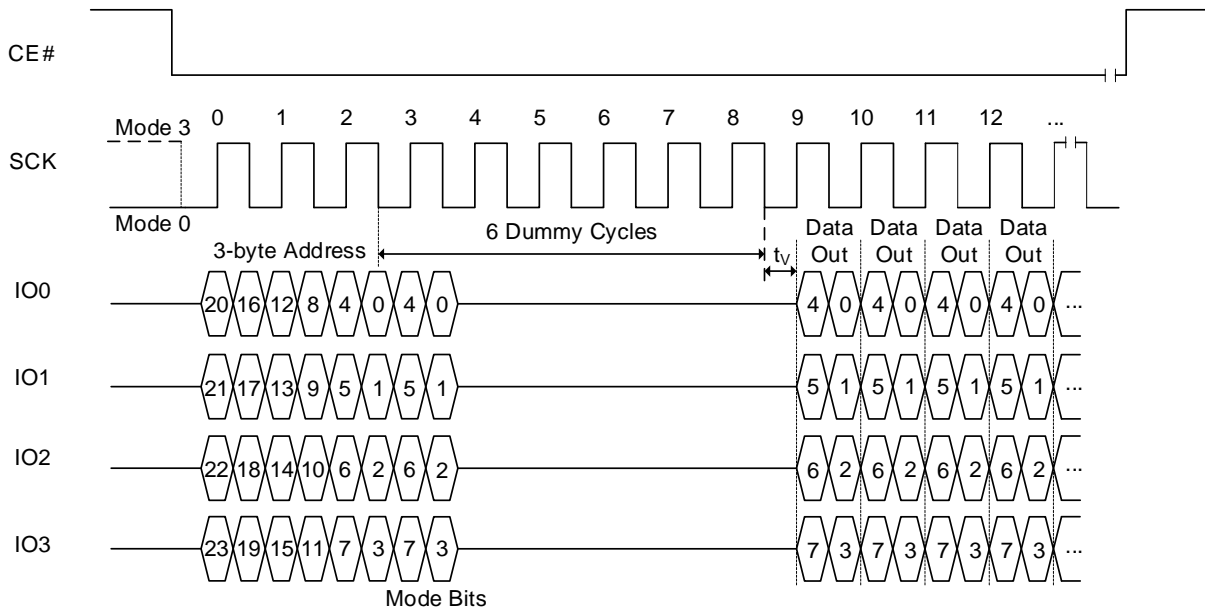 CE#
0 1 2 3 4 5 6 7 8 9 10 11 12 ...
Mode 3
SCK
Mode 0
6 Dummy Cycles
3-byte Address
tV
Data Out
Data Out
Data Out
Data Out
IO0
20 16 12 8 4 0 4 0 4 0 4 0 4 0 4 0 ...
IO1
21 17 13 9 5 1 5 1 5 1 5 1 5 1 5 1 ...
IO2
22 18 14 10 6 2 6 2 6 2 6 2 6 2 6 2 ...
IO3
23 19 15 11 7 3 7 3 7 3 7 3 7 3 7 3 ...
Mode Bits